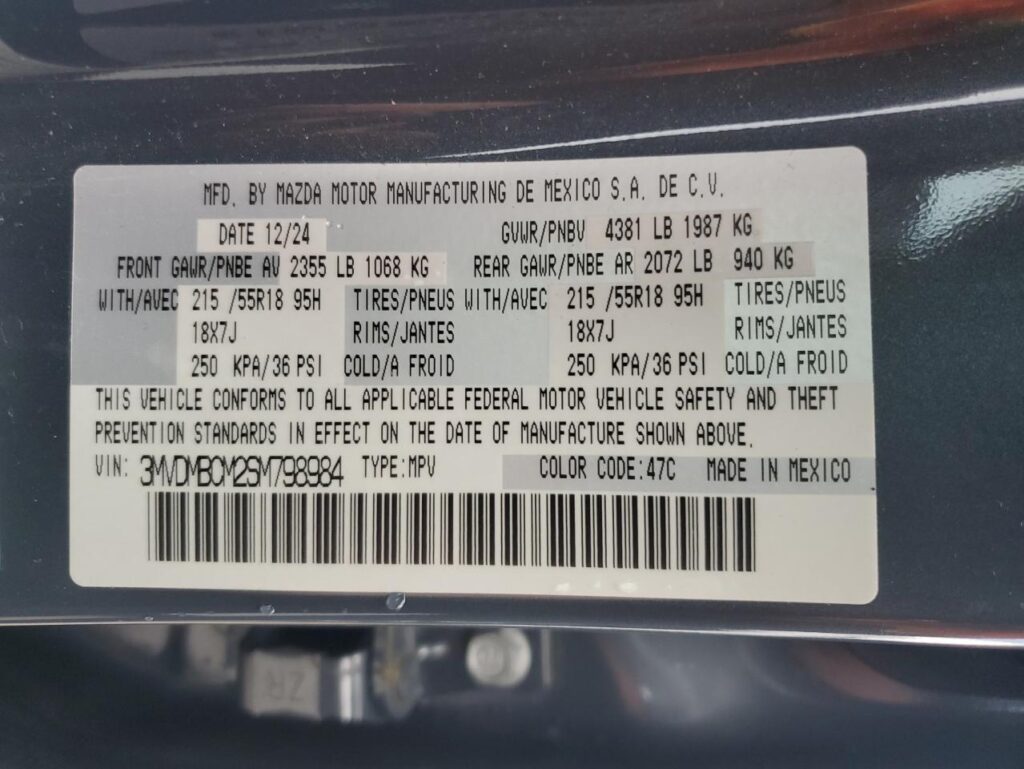 MFD. BY MAZDA MOTOR MANUFACTURING DE MEXICO S.A. DE C.V.
DATE 12/24 GVWR/PNBV 4381 LB 1987 KG
FRONT GAWR/PNBE AV 2355 LB 1068 KG REAR GAWR/PNBE AR 2072 LB 940 KG
WITH/AVEC 215 /55R18 95H TIRES/PNEUS WITH/AVEC 215 /55R18 95H TIRES/PNEUS
18X7J RIMS/JANTES 18X7J RIMS/JANTES
250 KPA/36 PSI COLD/A FROID 250 KPA/36 PSI COLD/A FROID
THIS VEHICLE CONFORMS TO ALL APPLICABLE FEDERAL MOTOR VEHICLE SAFETY AND THEFT
PREVENTION STANDARDS IN EFFECT ON THE DATE OF MANUFACTURE SHOWN ABOVE.
VIN: 3MVDMBCM2SM798984 TYPE:MPV COLOR CODE:47C MADE IN MEXICO